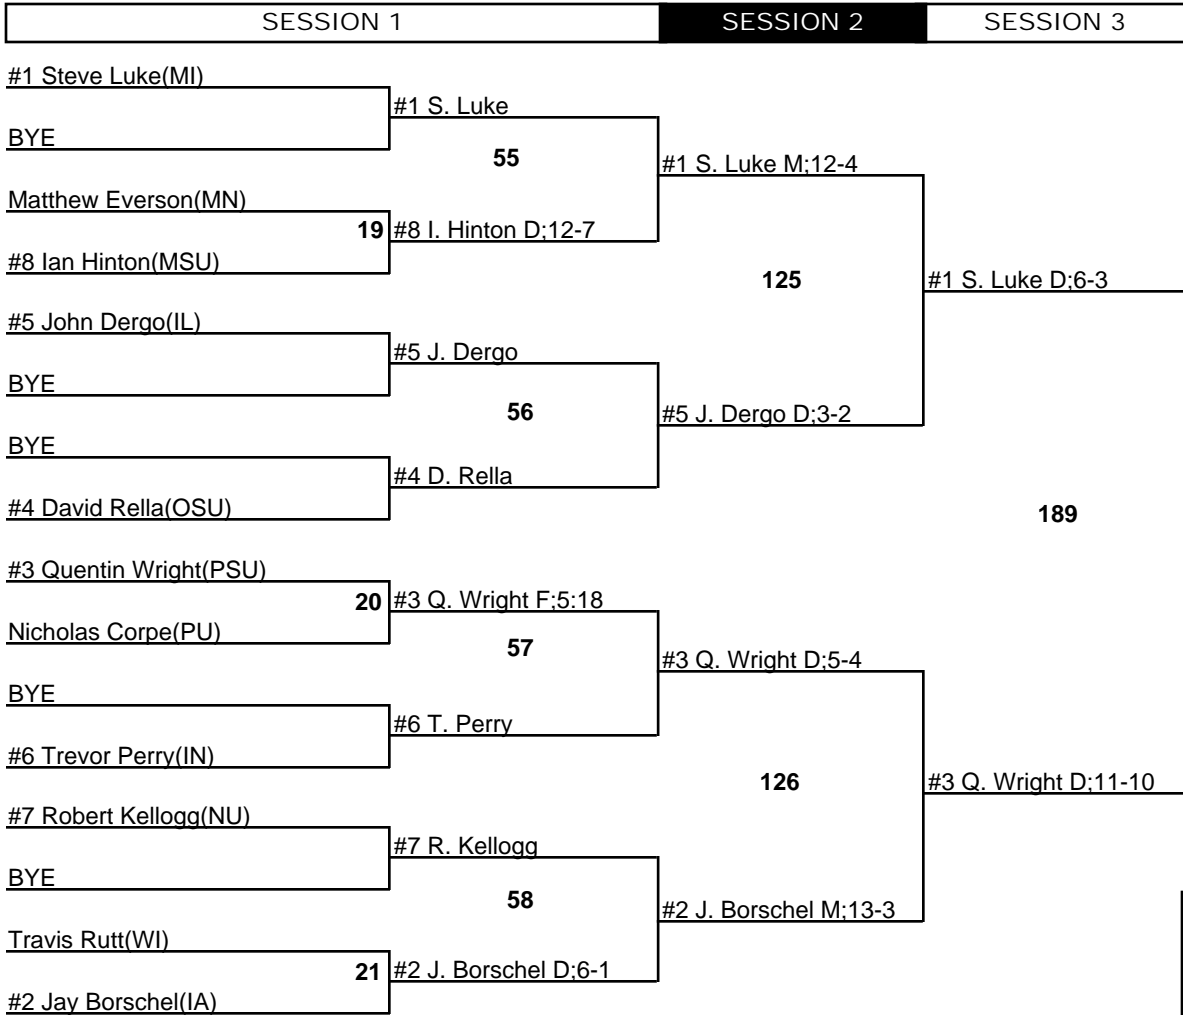 SESSION 1
SESSION 2
SESSION 3
#1 Steve Luke(MI)
#1 S. Luke
BYE
55
#1 S. Luke M;12-4
Matthew Everson(MN)
19
#8 I. Hinton D;12-7
#8 Ian Hinton(MSU)
125
#1 S. Luke D;6-3
#5 John Dergo(IL)
#5 J. Dergo
BYE
56
#5 J. Dergo D;3-2
BYE
#4 D. Rella
#4 David Rella(OSU)
189
#3 Quentin Wright(PSU)
20
#3 Q. Wright F;5:18
Nicholas Corpe(PU)
57
#3 Q. Wright D;5-4
BYE
#6 T. Perry
#6 Trevor Perry(IN)
126
#3 Q. Wright D;11-10
#7 Robert Kellogg(NU)
#7 R. Kellogg
BYE
58
#2 J. Borschel M;13-3
Travis Rutt(WI)
21
#2 J. Borschel D;6-1
#2 Jay Borschel(IA)